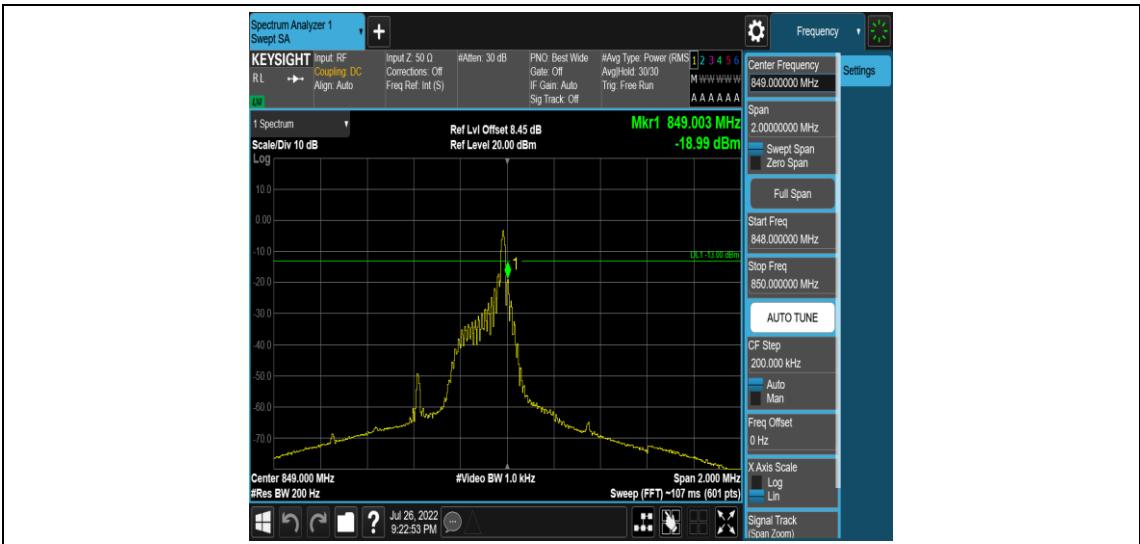 Spectrum Analyzer 1
Swept SA
+
Frequency
KEYSIGHT
RL
LXI
Input: RF
Coupling: DC
Align: Auto
Input Z: 50 Ω
Corrections: Off
Freq Ref: Int (S)
#Atten: 30 dB
PNO: Best Wide
Gate: Off
IF Gain: Auto
Sig Track: Off
#Avg Type: Power (RMS
Avg|Hold: 30/30
Trig: Free Run
1 2 3 4 5 6
M W W W W W
A A A A A A
1 Spectrum
Scale/Div 10 dB
Log
Ref Lvl Offset 8.45 dB
Ref Level 20.00 dBm
Mkr1 849.003 MHz
-18.99 dBm
10.0
0.00
-10.0
DL1 -13.00 dBm
1
-20.0
-30.0
-40.0
-50.0
-60.0
-70.0
Center 849.000 MHz
#Res BW 200 Hz
#Video BW 1.0 kHz
Span 2.000 MHz
Sweep (FFT) ~107 ms (601 pts)
Center Frequency
849.000000 MHz
Settings
Span
2.00000000 MHz
Swept Span
Zero Span
Full Span
Start Freq
848.000000 MHz
Stop Freq
850.000000 MHz
AUTO TUNE
CF Step
200.000 kHz
Auto
Man
Freq Offset
0 Hz
X Axis Scale
Log
Lin
Signal Track
(Span Zoom)
?
Jul 26, 2022
9:22:53 PM